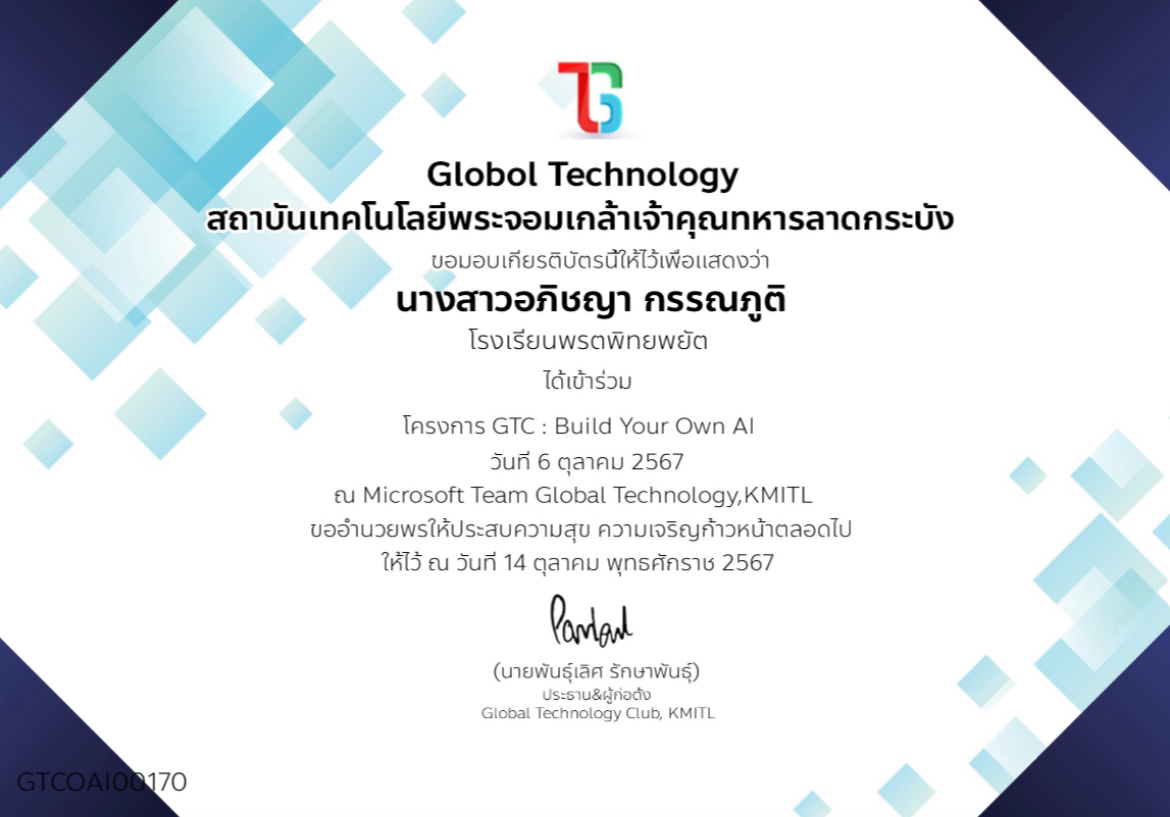 Globol Technology
สถาบันเทคโนโลยีพระจอมเกล้าเจ้าคุณทหารลาดกระบัง
ขอมอบเกียรติบัตรนี้ให้ไว้เพื่อแสดงว่า
นางสาวอภิชญา กรรณภูติ
โรงเรียนพรตพิทยพยัต
ได้เข้าร่วม
โครงการ GTC : Build Your Own AI
วันที่ 6 ตุลาคม 2567
ณ Microsoft Team Global Technology,KMITL
ขออำนวยพรให้ประสบความสุข ความเจริญก้าวหน้าตลอดไป
ให้ไว้ ณ วันที่ 14 ตุลาคม พุทธศักราช 2567
(นายพันธุ์เลิศ รักษาพันธุ์)
ประธาน&ผู้ก่อตั้ง
Global Technology Club, KMITL
GTCOAI00170